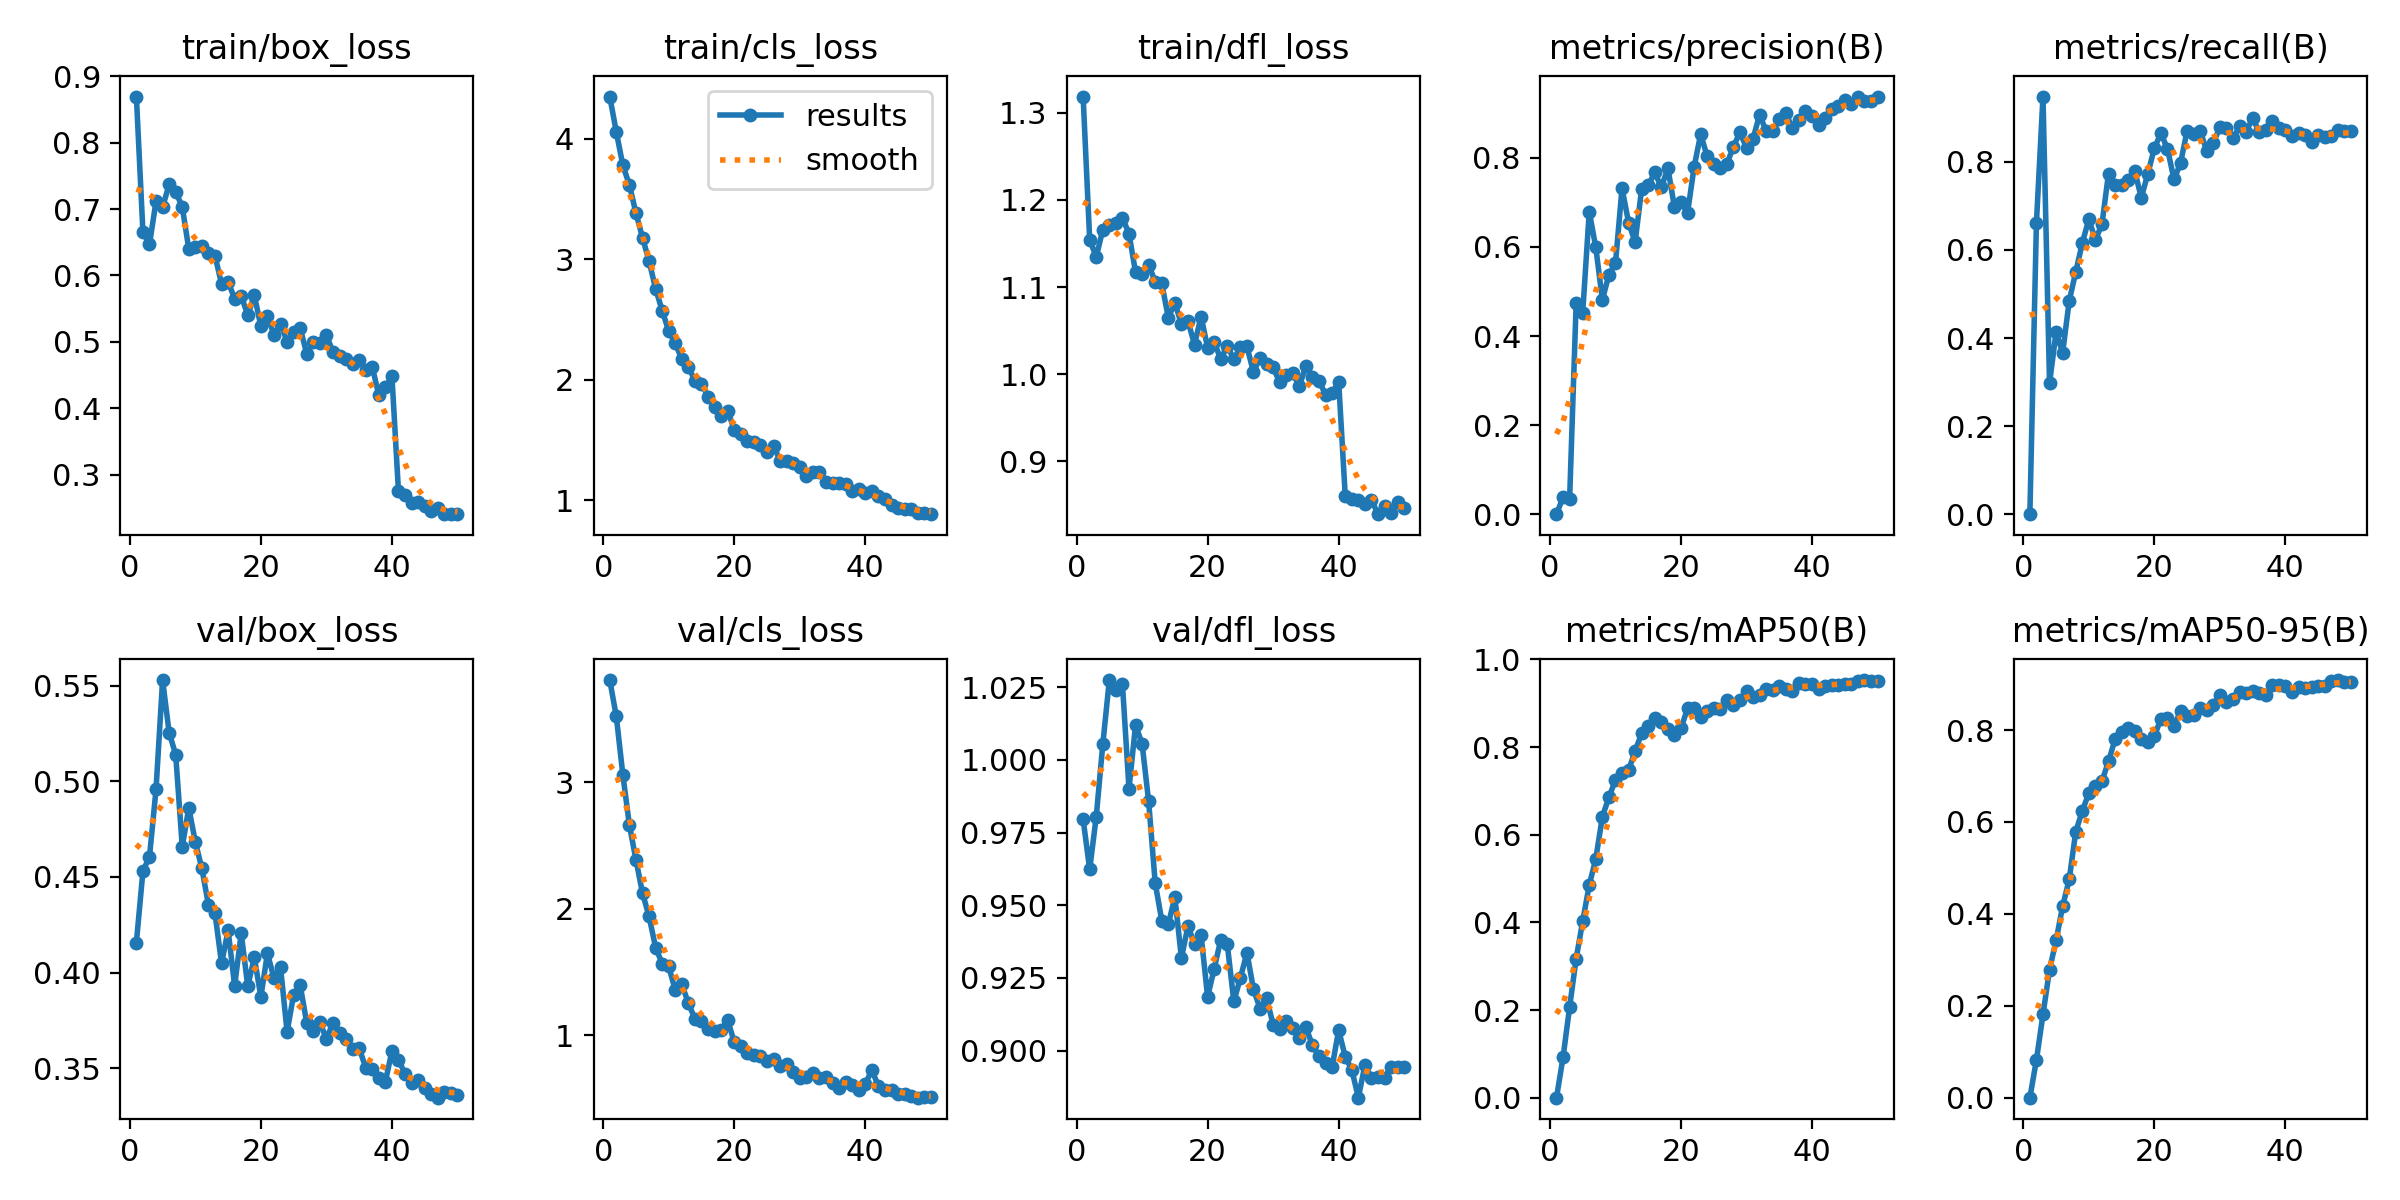 train/box_loss
0.9
0.8
0.7
0.6
0.5
0.4
0.3
0 20 40
train/cls_loss
results
smooth
4
3
2
1
0 20 40
train/dfl_loss
1.3
1.2
1.1
1.0
0.9
0 20 40
metrics/precision(B)
0.8
0.6
0.4
0.2
0.0
0 20 40
metrics/recall(B)
0.8
0.6
0.4
0.2
0.0
0 20 40
val/box_loss
0.55
0.50
0.45
0.40
0.35
0 20 40
val/cls_loss
3
2
1
0 20 40
val/dfl_loss
1.025
1.000
0.975
0.950
0.925
0.900
0 20 40
metrics/mAP50(B)
1.0
0.8
0.6
0.4
0.2
0.0
0 20 40
metrics/mAP50-95(B)
0.8
0.6
0.4
0.2
0.0
0 20 40